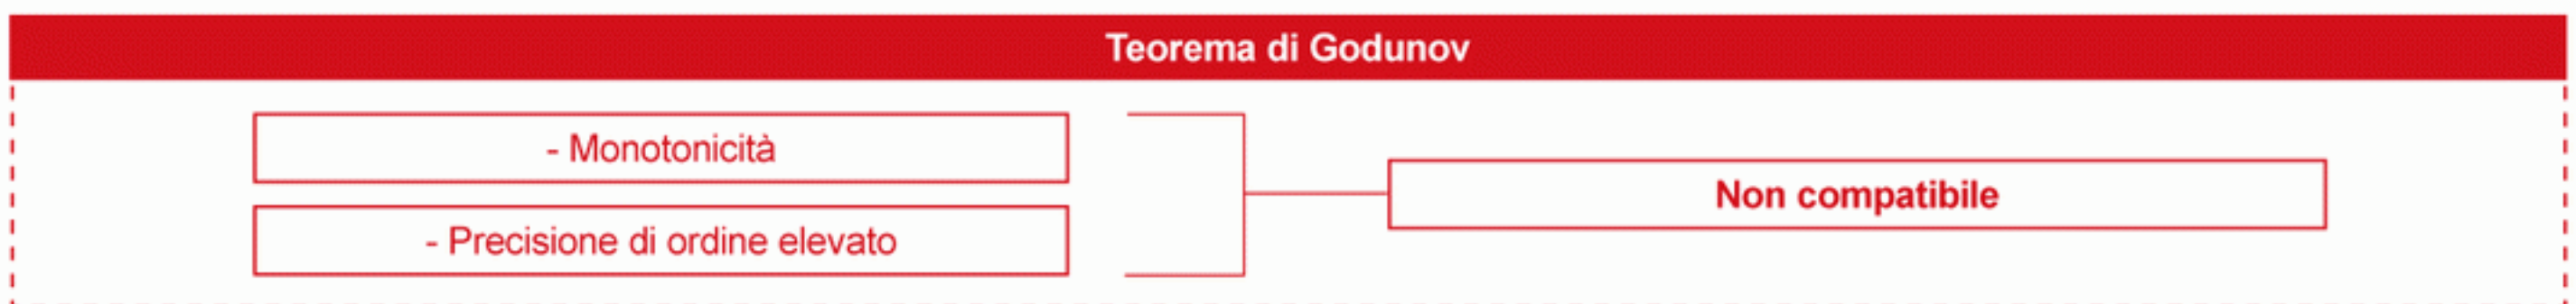 Teorema di Godunov
- Monotonicità
- Precisione di ordine elevato
Non compatibile